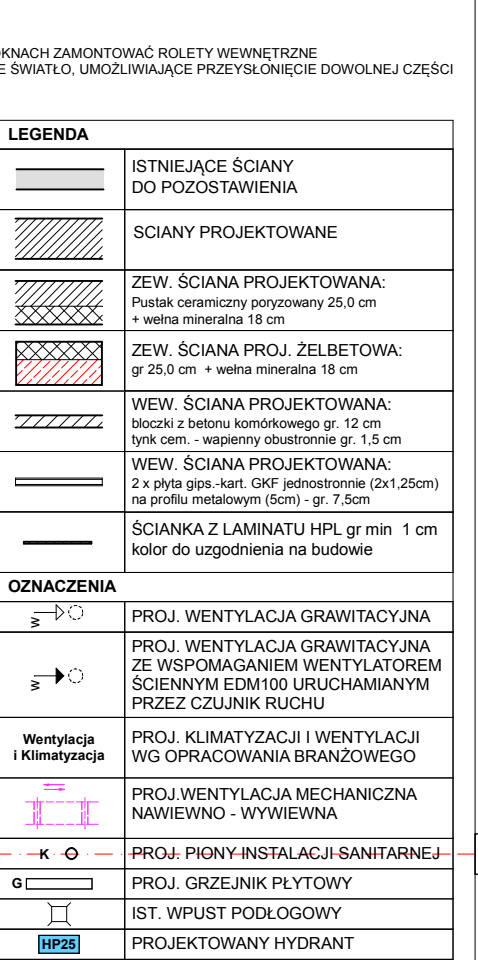 OKNACH ZAMONTOWAĆ ROLETY WEWNĘTRZNE
E ŚWIATŁO, UMOŻLIWIAJĄCE PRZEYSŁONIĘCIE DOWOLNEJ CZĘŚCI
LEGENDA
ISTNIEJĄCE ŚCIANY
DO POZOSTAWIENIA
SCIANY PROJEKTOWANE
ZEW. ŚCIANA PROJEKTOWANA:
Pustak ceramiczny poryzowany 25,0 cm
+ wełna mineralna 18 cm
ZEW. ŚCIANA PROJ. ŻELBETOWA:
gr 25,0 cm + wełna mineralna 18 cm
WEW. ŚCIANA PROJEKTOWANA:
bloczki z betonu komórkowego gr. 12 cm
tynk cem. - wapienny obustronnie gr. 1,5 cm
WEW. ŚCIANA PROJEKTOWANA:
2 x płyta gips.-kart. GKF jednostronnie (2x1,25cm)
na profilu metalowym (5cm) - gr. 7,5cm
ŚCIANKA Z LAMINATU HPL gr min 1 cm
kolor do uzgodnienia na budowie
OZNACZENIA
W
PROJ. WENTYLACJA GRAWITACYJNA
W
PROJ. WENTYLACJA GRAWITACYJNA
ZE WSPOMAGANIEM WENTYLATOREM
ŚCIENNYM EDM100 URUCHAMIANYM
PRZEZ CZUJNIK RUCHU
Wentylacja
i Klimatyzacja
PROJ. KLIMATYZACJI I WENTYLACJI
WG OPRACOWANIA BRANŻOWEGO
PROJ.WENTYLACJA MECHANICZNA
NAWIEWNO - WYWIEWNA
K
PROJ. PIONY INSTALACJI SANITARNEJ
G
PROJ. GRZEJNIK PŁYTOWY
IST. WPUST PODŁOGOWY
HP25
PROJEKTOWANY HYDRANT